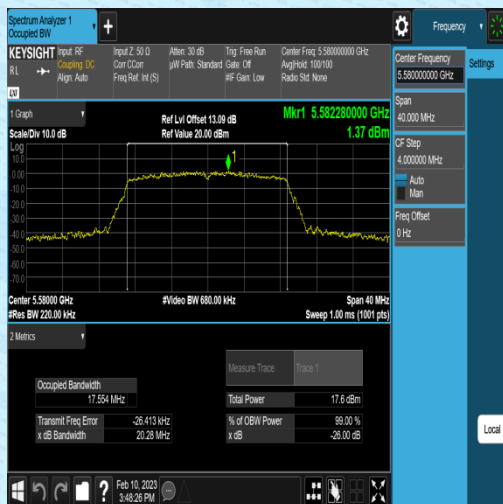 Spectrum Analyzer 1
Occupied BW
Frequency
KEYSIGHT
R L
LXI
Input: RF
Coupling: DC
Align: Auto
Input Z: 50 Ω
Corr CCorr
Freq Ref: Int (S)
Atten: 30 dB
µW Path: Standard
Trig: Free Run
Gate: Off
#IF Gain: Low
Center Freq: 5.580000000 GHz
Avg|Hold: 100/100
Radio Std: None
Center Frequency
5.580000000 GHz
Settings
Span
40.000 MHz
CF Step
4.000000 MHz
Auto
Man
Freq Offset
0 Hz
Local
1 Graph
Scale/Div 10.0 dB
Ref Lvl Offset 13.09 dB
Ref Value 20.00 dBm
Mkr1 5.582280000 GHz
1.37 dBm
Log
10.0
0.00
-10.0
-20.0
-30.0
-40.0
-50.0
-60.0
-70.0
1
Center 5.58000 GHz
#Res BW 220.00 kHz
#Video BW 680.00 kHz
Span 40 MHz
Sweep 1.00 ms (1001 pts)
2 Metrics
Measure Trace
Trace 1
Occupied Bandwidth
17.554 MHz
Total Power
17.6 dBm
Transmit Freq Error
-26.413 kHz
% of OBW Power
99.00 %
x dB Bandwidth
20.28 MHz
x dB
-26.00 dB
?
Feb 10, 2023
3:48:26 PM